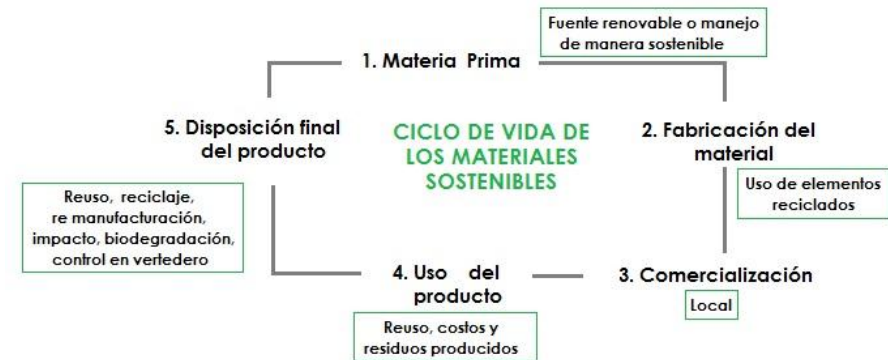 Fuente renovable o manejo
de manera sostenible
1. Materia Prima
5. Disposición final
del producto
CICLO DE VIDA DE
LOS MATERIALES
SOSTENIBLES
2. Fabricación del
material
Uso de elementos
reciclados
Reuso, reciclaje,
re manufacturación,
impacto, biodegradación,
control en vertedero
4. Uso del
producto
3. Comercialización
Local
Reuso, costos y
residuos producidos